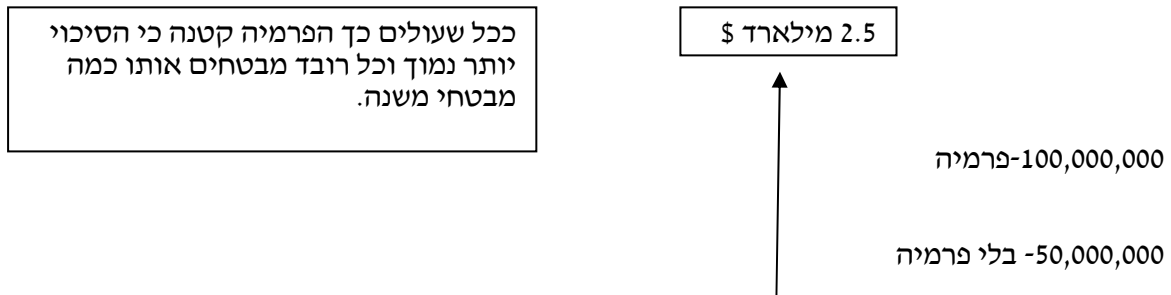 2.5 מילארד $
ככל שעולים כך הפרמיה קטנה כי הסיכוי
יותר נמוך וכל רובד מבטחים אותו כמה
מבטחי משנה.
100,000,000-פרמיה
50,000,000- בלי פרמיה